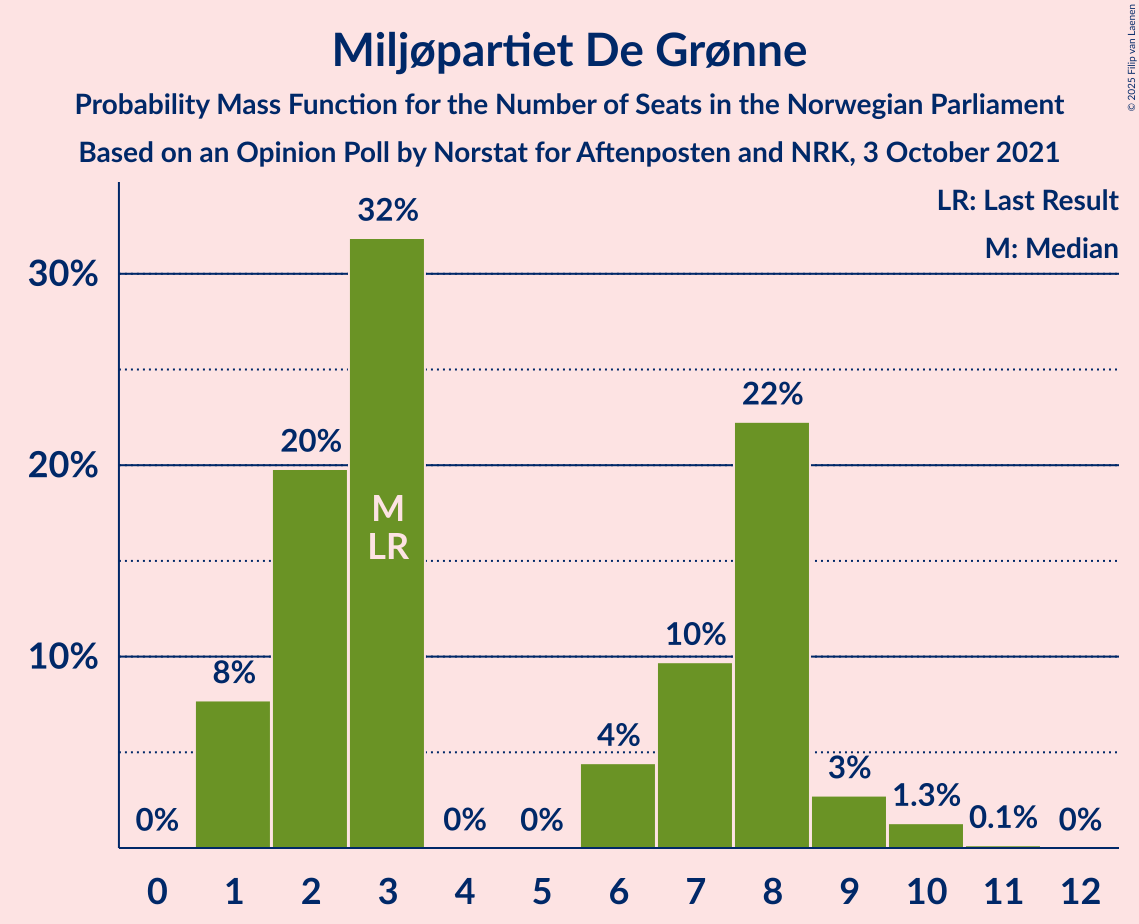 Miljøpartiet De Grønne
Probability Mass Function for the Number of Seats in the Norwegian Parliament
Based on an Opinion Poll by Norstat for Aftenposten and NRK, 3 October 2021
© 2025 Filip van Laenen
LR: Last Result
M: Median
30%
20%
10%
0%
8%
20%
32%
M
LR
0%
0%
4%
10%
22%
3%
1.3%
0.1%
0%
0 1 2 3 4 5 6 7 8 9 10 11 12